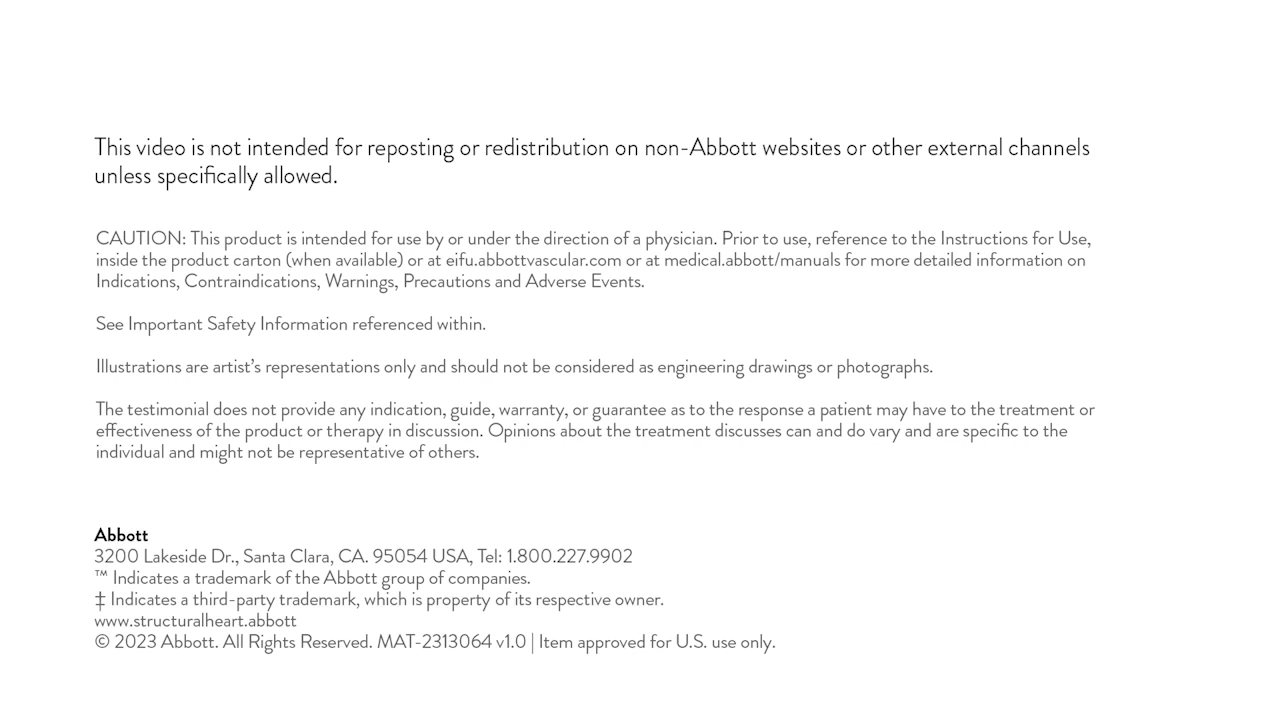 This video is not intended for reposting or redistribution on non-Abbott websites or other external channels
unless specifically allowed.
CAUTION: This product is intended for use by or under the direction of a physician. Prior to use, reference to the Instructions for Use,
inside the product carton (when available) or at eifu.abbottvascular.com or at medical.abbott/manuals for more detailed information on
Indications, Contraindications, Warnings, Precautions and Adverse Events.
See Important Safety Information referenced within.
Illustrations are artist's representations only and should not be considered as engineering drawings or photographs.
The testimonial does not provide any indication, guide, warranty, or guarantee as to the response a patient may have to the treatment or
effectiveness of the product or therapy in discussion. Opinions about the treatment discusses can and do vary and are specific to the
individual and might not be representative of others.
Abbott
3200 Lakeside Dr., Santa Clara, CA. 95054 USA, Tel: 1.800.227.9902
™ Indicates a trademark of the Abbott group of companies.
‡ Indicates a third-party trademark, which is property of its respective owner.
www.structuralheart.abbott
© 2023 Abbott. All Rights Reserved. MAT-2313064 v1.0 | Item approved for U.S. use only.